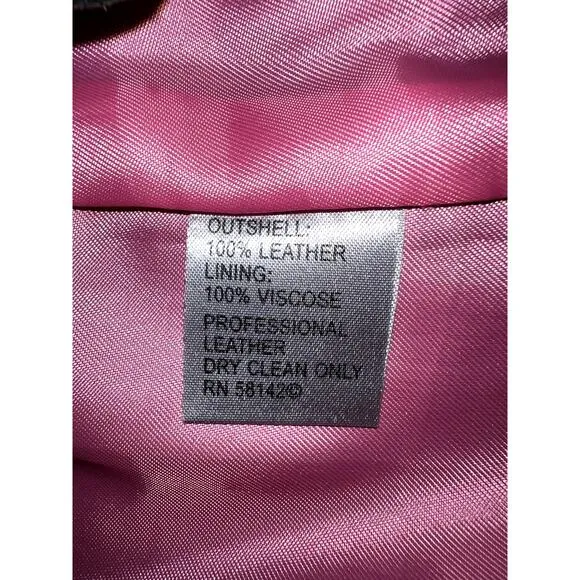 OUTSHELL:
100% LEATHER
LINING:
100% VISCOSE
PROFESSIONAL
LEATHER
DRY CLEAN ONLY
RN 58142©